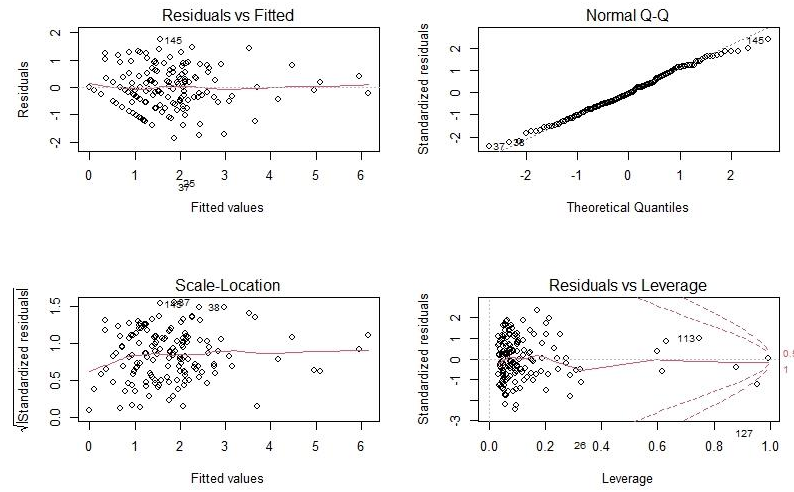 Residuals vs Fitted
Residuals
2
1
0
-1
-2
145
0 1 2 3 4 5 6
Fitted values
Normal Q-Q
Standardized residuals
2
1
0
-1
-2
145
37
-2 -1 0 1 2
Theoretical Quantiles
Scale-Location
√|Standardized residuals|
1.5
1.0
0.5
0.0
38
0 1 2 3 4 5 6
Fitted values
Residuals vs Leverage
Standardized residuals
2
1
0
-1
-3
113
1
127
26
0.0 0.2 0.4 0.6 0.8 1.0
Leverage